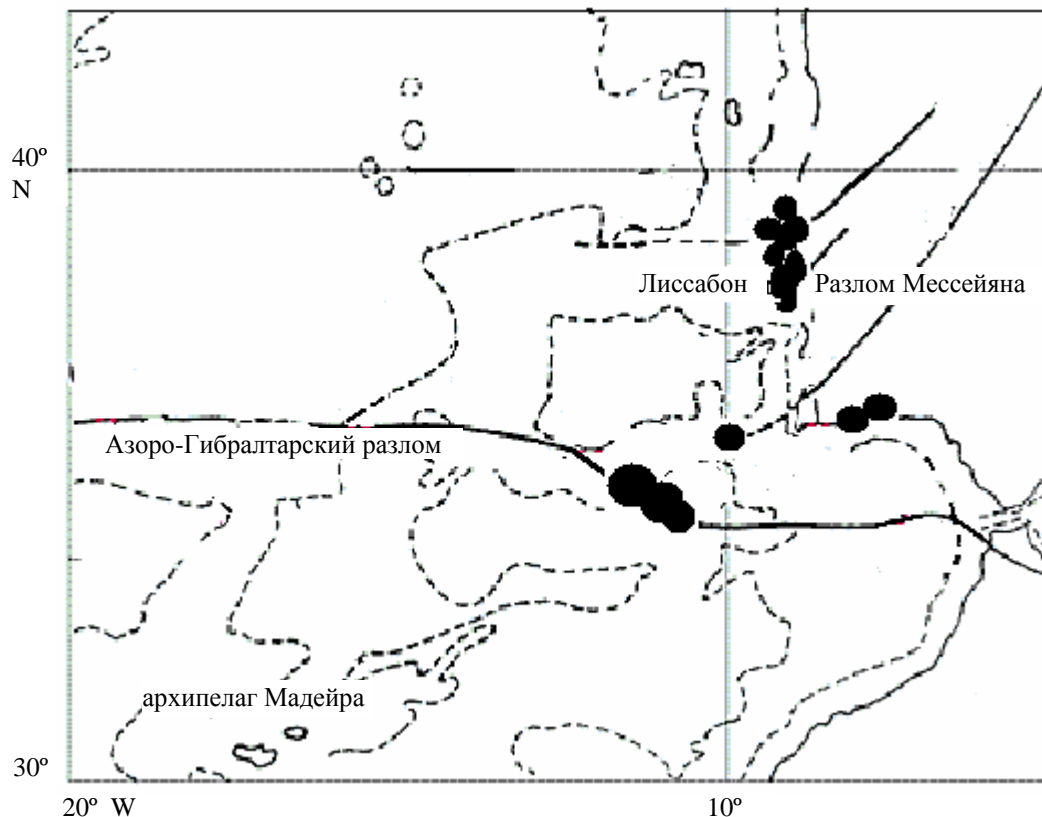 40º
N
Лиссабон
Разлом Мессейяна
Азоро-Гибралтарский разлом
архипелаг Мадейра
30º
20º W
10º